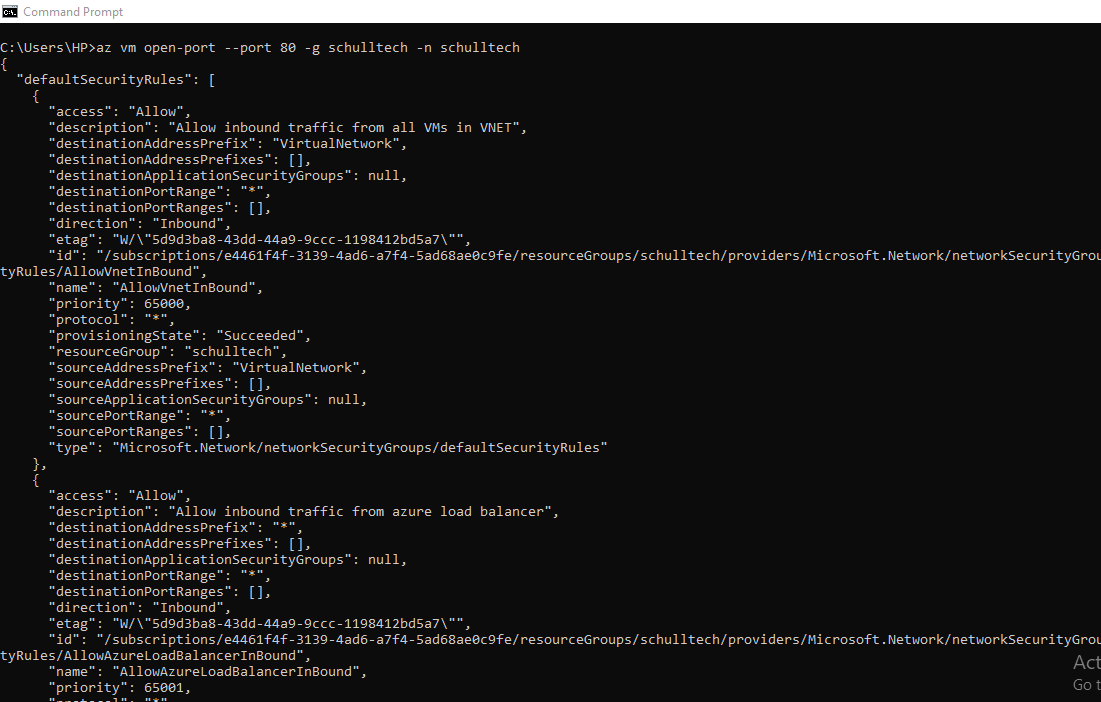 Command Prompt
C:\Users\HP>az vm open-port --port 80 -g schulltech -n schulltech
{
  "defaultSecurityRules": [
    {
      "access": "Allow",
      "description": "Allow inbound traffic from all VMs in VNET",
      "destinationAddressPrefix": "VirtualNetwork",
      "destinationAddressPrefixes": [],
      "destinationApplicationSecurityGroups": null,
      "destinationPortRange": "*",
      "destinationPortRanges": [],
      "direction": "Inbound",
      "etag": "W/\"5d9d3ba8-43dd-44a9-9ccc-1198412bd5a7\"",
      "id": "/subscriptions/e4461f4f-3139-4ad6-a7f4-5ad68ae0c9fe/resourceGroups/schulltech/providers/Microsoft.Network/networkSecurityGrou
tyRules/AllowVnetInBound",
      "name": "AllowVnetInBound",
      "priority": 65000,
      "protocol": "*",
      "provisioningState": "Succeeded",
      "resourceGroup": "schulltech",
      "sourceAddressPrefix": "VirtualNetwork",
      "sourceAddressPrefixes": [],
      "sourceApplicationSecurityGroups": null,
      "sourcePortRange": "*",
      "sourcePortRanges": [],
      "type": "Microsoft.Network/networkSecurityGroups/defaultSecurityRules"
    },
    {
      "access": "Allow",
      "description": "Allow inbound traffic from azure load balancer",
      "destinationAddressPrefix": "*",
      "destinationAddressPrefixes": [],
      "destinationApplicationSecurityGroups": null,
      "destinationPortRange": "*",
      "destinationPortRanges": [],
      "direction": "Inbound",
      "etag": "W/\"5d9d3ba8-43dd-44a9-9ccc-1198412bd5a7\"",
      "id": "/subscriptions/e4461f4f-3139-4ad6-a7f4-5ad68ae0c9fe/resourceGroups/schulltech/providers/Microsoft.Network/networkSecurityGrou
tyRules/AllowAzureLoadBalancerInBound",
      "name": "AllowAzureLoadBalancerInBound",
      "priority": 65001,
Act
Go t